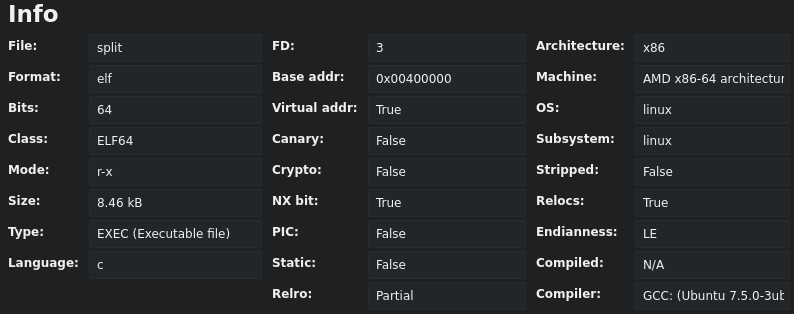 Info
File: split FD: 3 Architecture: x86
Format: elf Base addr: 0x00400000 Machine: AMD x86-64 architectur
Bits: 64 Virtual addr: True OS: linux
Class: ELF64 Canary: False Subsystem: linux
Mode: r-x Crypto: False Stripped: False
Size: 8.46 kB NX bit: True Relocs: True
Type: EXEC (Executable file) PIC: False Endianness: LE
Language: c Static: False Compiled: N/A
Relro: Partial Compiler: GCC: (Ubuntu 7.5.0-3ub